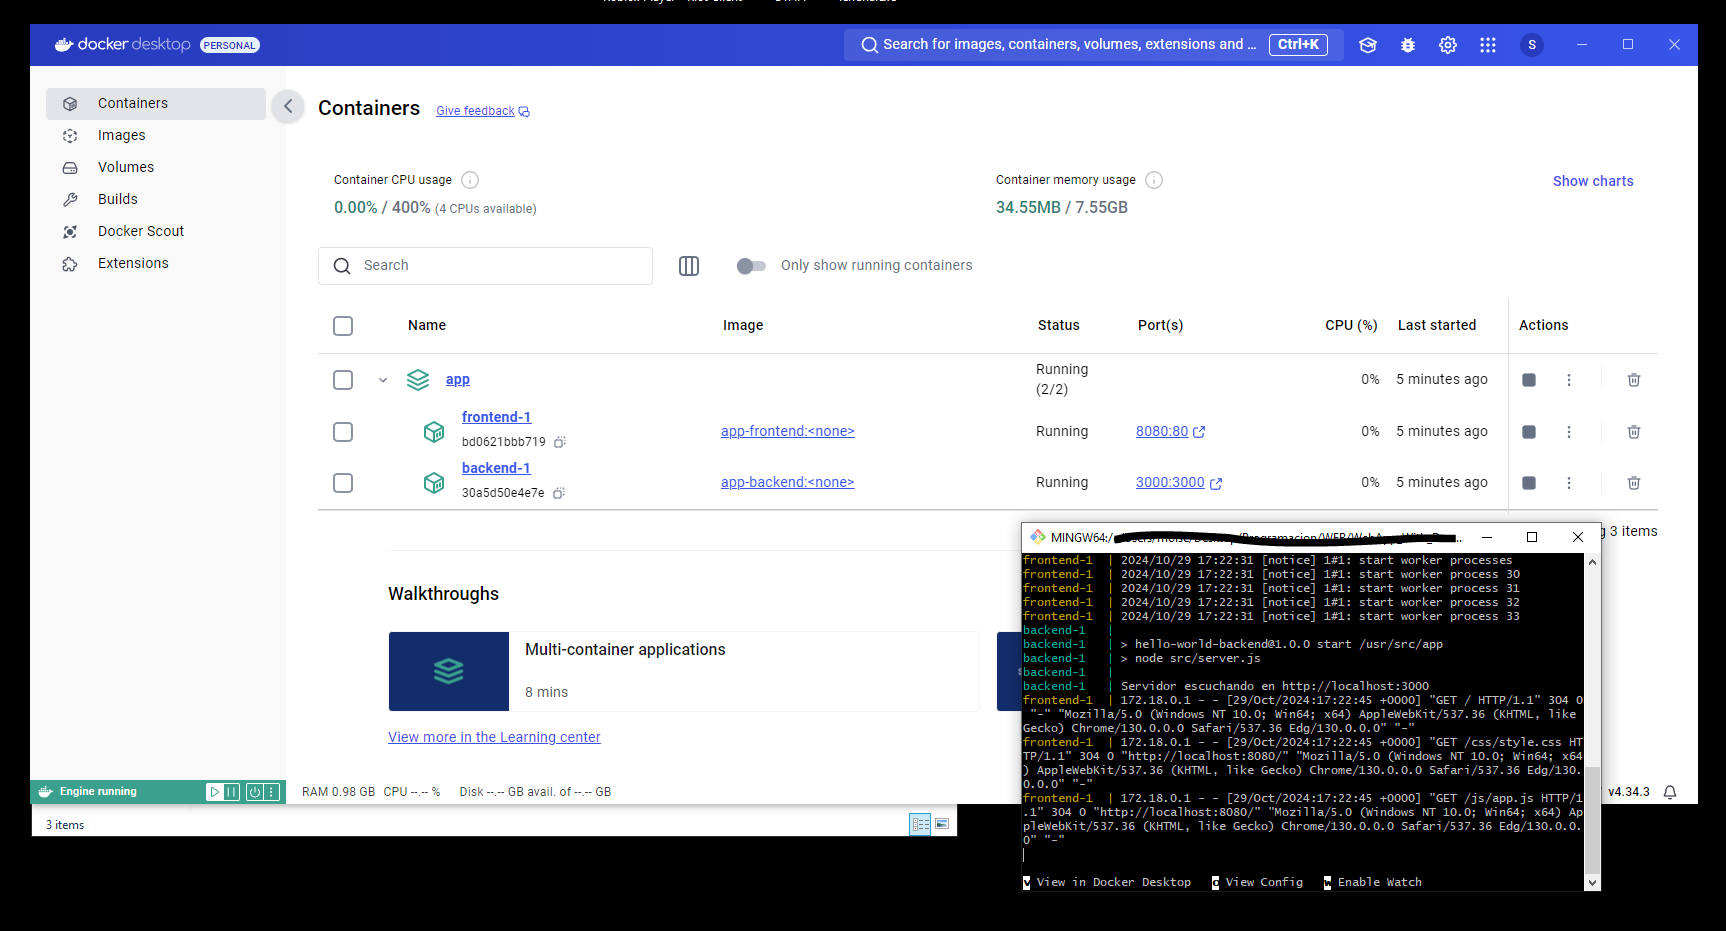 docker desktop PERSONAL
Search for images, containers, volumes, extensions and ... Ctrl+K
S
Containers
Images
Volumes
Builds
Docker Scout
Extensions
Containers Give feedback
Container CPU usage
0.00% / 400% (4 CPUs available)
Container memory usage
34.55MB / 7.55GB
Show charts
Search
Only show running containers
Name Image Status Port(s) CPU (%) Last started Actions
app Running (2/2) 0% 5 minutes ago
frontend-1
bd0621bbb719
app-frontend:<none> Running 8080:80 0% 5 minutes ago
backend-1
30a5d50e4e7e
app-backend:<none> Running 3000:3000 0% 5 minutes ago
g 3 items
Walkthroughs
Multi-container applications
8 mins
View more in the Learning center
Engine running
RAM 0.98 GB CPU --.-- % Disk --.-- GB avail. of --.-- GB
v4.34.3
3 items
MINGW64:/
frontend-1 | 2024/10/29 17:22:31 [notice] 1#1: start worker processes
frontend-1 | 2024/10/29 17:22:31 [notice] 1#1: start worker process 30
frontend-1 | 2024/10/29 17:22:31 [notice] 1#1: start worker process 31
frontend-1 | 2024/10/29 17:22:31 [notice] 1#1: start worker process 32
frontend-1 | 2024/10/29 17:22:31 [notice] 1#1: start worker process 33
backend-1 |
backend-1 | > hello-world-backend@1.0.0 start /usr/src/app
backend-1 | > node src/server.js
backend-1 |
backend-1 | Servidor escuchando en http://localhost:3000
frontend-1 | 172.18.0.1 - - [29/Oct/2024:17:22:45 +0000] "GET / HTTP/1.1" 304 0
"-" "Mozilla/5.0 (Windows NT 10.0; Win64; x64) AppleWebKit/537.36 (KHTML, like
Gecko) Chrome/130.0.0.0 Safari/537.36 Edg/130.0.0.0" "-"
frontend-1 | 172.18.0.1 - - [29/Oct/2024:17:22:45 +0000] "GET /css/style.css HT
TP/1.1" 304 0 "http://localhost:8080/" "Mozilla/5.0 (Windows NT 10.0; Win64; x64
) AppleWebKit/537.36 (KHTML, like Gecko) Chrome/130.0.0.0 Safari/537.36 Edg/130.
0.0.0" "-"
frontend-1 | 172.18.0.1 - - [29/Oct/2024:17:22:45 +0000] "GET /js/app.js HTTP/1
.1" 304 0 "http://localhost:8080/" "Mozilla/5.0 (Windows NT 10.0; Win64; x64) Ap
pleWebKit/537.36 (KHTML, like Gecko) Chrome/130.0.0.0 Safari/537.36 Edg/130.0.0.
0" "-"
v View in Docker Desktop o View Config w Enable Watch